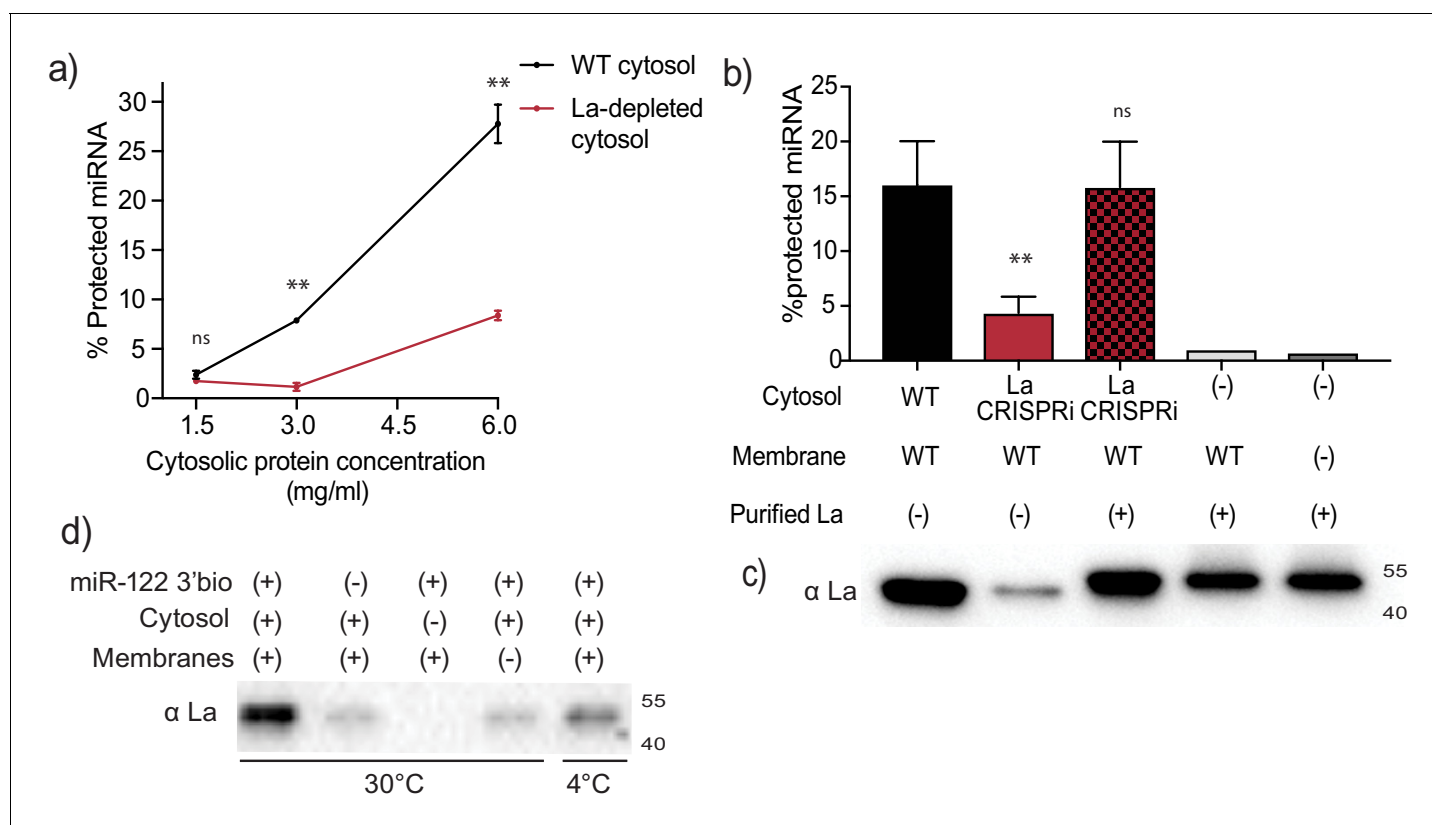 a)
WT cytosol
La-depleted
cytosol
% Protected miRNA
30
25
20
15
10
5
0
ns
**
**
1.5 3.0 4.5 6.0
Cytosolic protein concentration
(mg/ml)
b)
%protected miRNA
25
20
15
10
5
0
**
ns
Cytosol WT La CRISPRi La CRISPRi (-) (-)
Membrane WT WT WT WT (-)
Purified La (-) (-) (+) (+) (+)
c)
α La
55
40
d)
miR-122 3'bio (+) (-) (+) (+) (+)
Cytosol (+) (+) (-) (+) (+)
Membranes (+) (+) (+) (-) (+)
α La
55
40
30°C 4°C